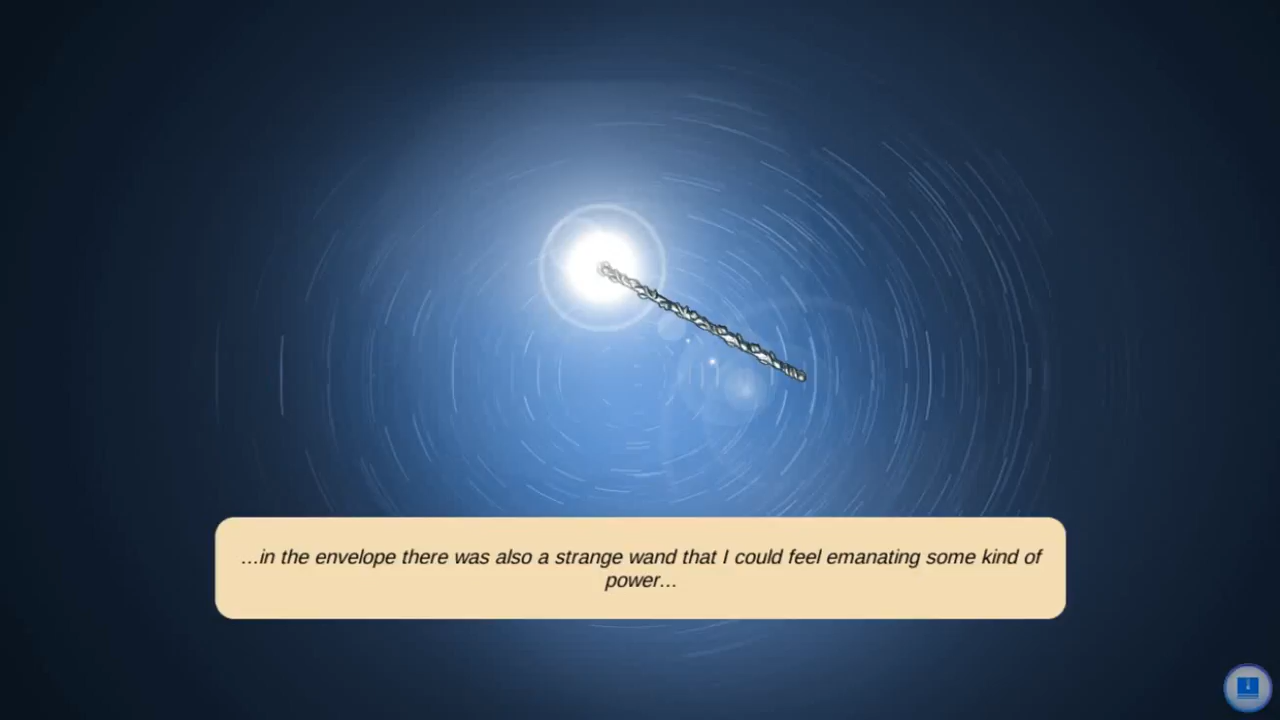 ...in the envelope there was also a strange wand that I could feel emanating some kind of
power...